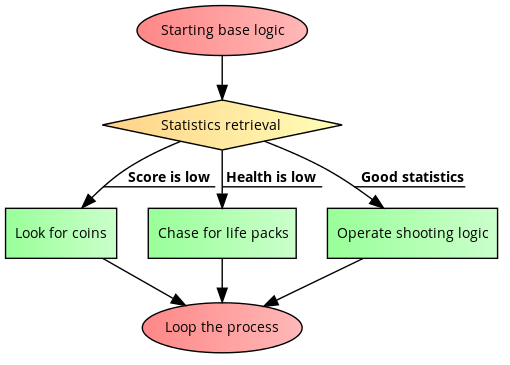 Starting base logic
Statistics retrieval
Score is low
Health is low
Good statistics
Look for coins
Chase for life packs
Operate shooting logic
Loop the process